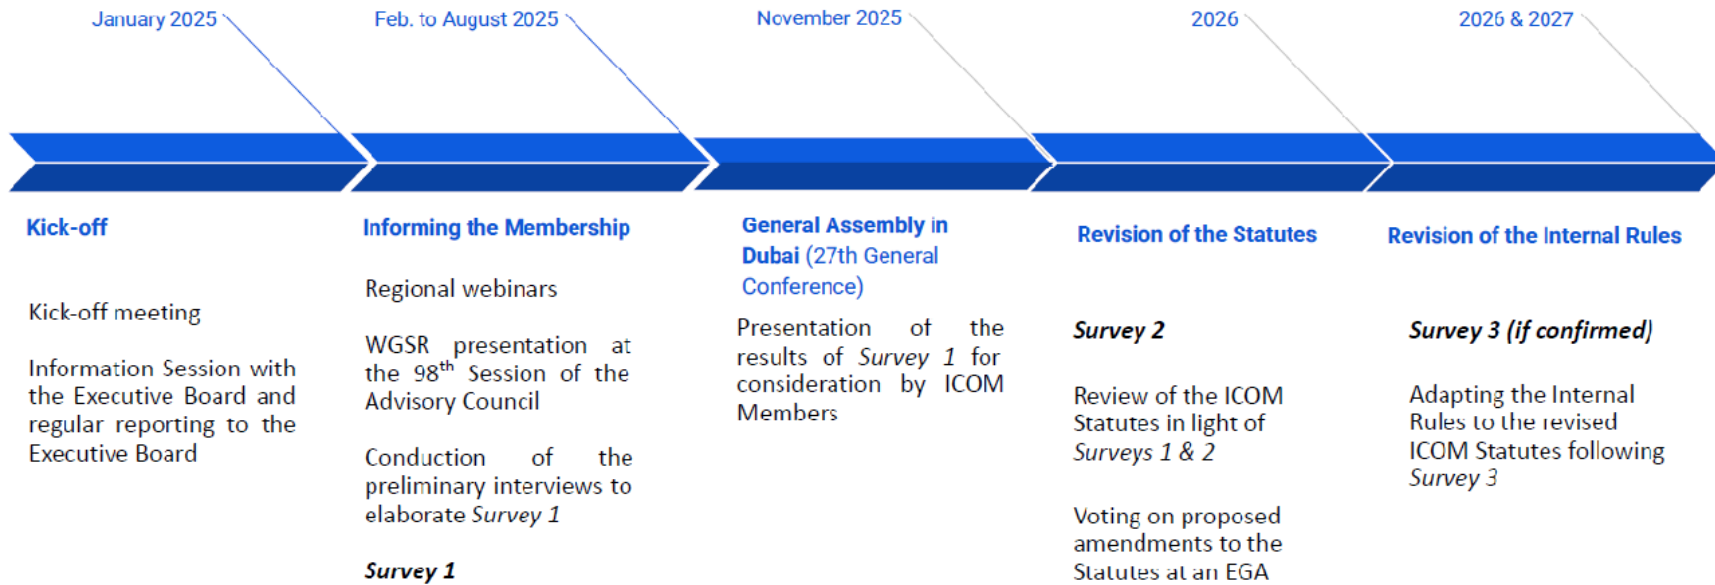 January 2025
Feb. to August 2025
November 2025
2026
2026 & 2027
Kick-off
Kick-off meeting
Information Session with
the Executive Board and
regular reporting to the
Executive Board
Informing the Membership
Regional webinars
WGSR presentation at
the 98th Session of the
Advisory Council
Conduction of the
preliminary interviews to
elaborate Survey 1
Survey 1
General Assembly in
Dubai (27th General
Conference)
Presentation of the
results of Survey 1 for
consideration by ICOM
Members
Revision of the Statutes
Survey 2
Review of the ICOM
Statutes in light of
Surveys 1 & 2
Voting on proposed
amendments to the
Statutes at an EGA
Revision of the Internal Rules
Survey 3 (if confirmed)
Adapting the Internal
Rules to the revised
ICOM Statutes following
Survey 3